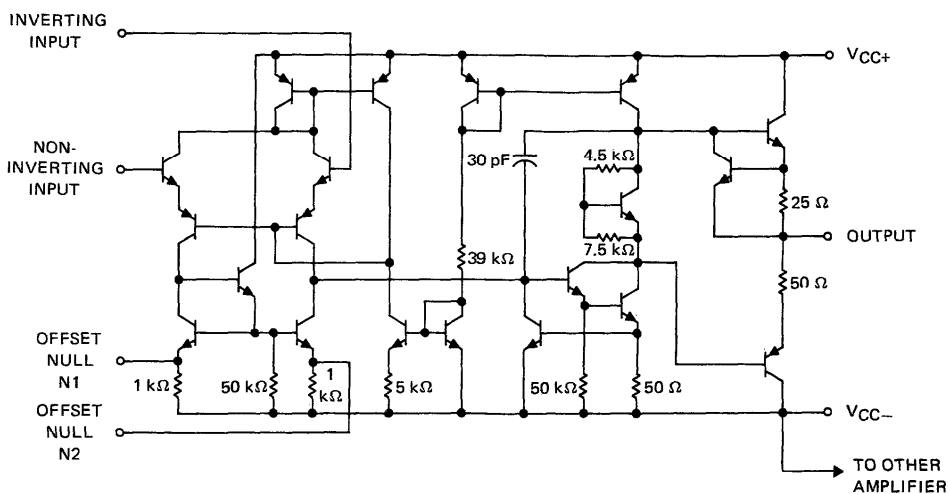 INVERTING
INPUT
VCC+
NON-
INVERTING
INPUT
30 pF
4.5 kΩ
25 Ω
OUTPUT
7.5 kΩ
39 kΩ
50 Ω
OFFSET
NULL
N1
1 kΩ
50 kΩ
1
kΩ
5 kΩ
50 kΩ
50 Ω
OFFSET
NULL
N2
VCC−
TO OTHER
AMPLIFIER